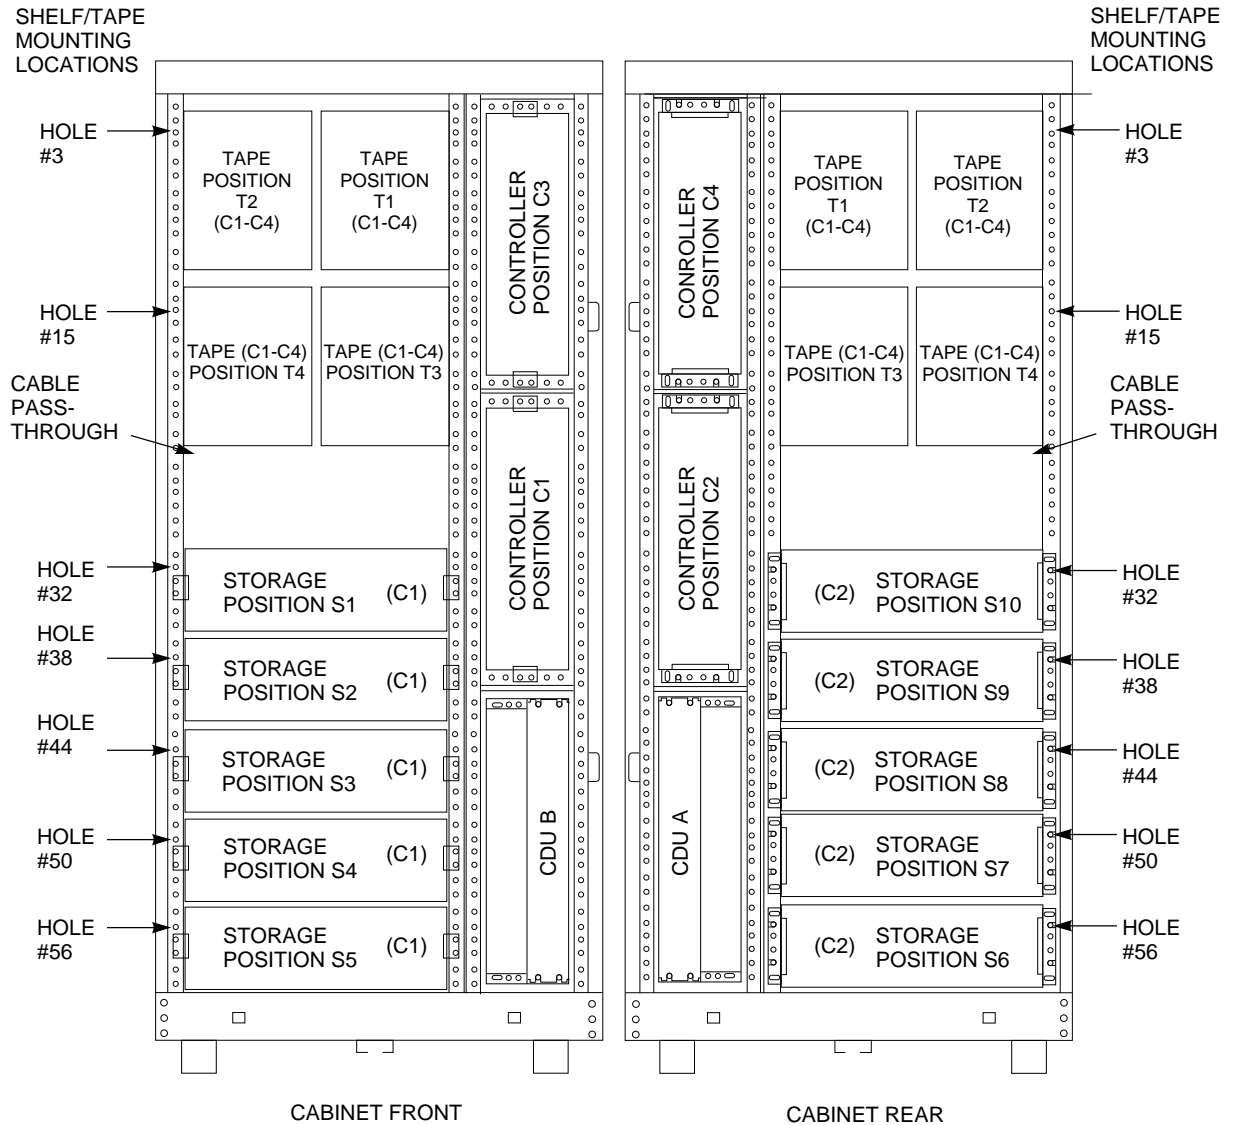 SHELF/TAPE
MOUNTING
LOCATIONS
HOLE
#3
HOLE
#15
CABLE
PASS-
THROUGH
HOLE
#32
HOLE
#38
HOLE
#44
HOLE
#50
HOLE
#56
TAPE
POSITION
T2
(C1-C4)
TAPE
POSITION
T1
(C1-C4)
TAPE (C1-C4)
POSITION T4
TAPE (C1-C4)
POSITION T3
CONTROLLER
POSITION C3
CONTROLLER
POSITION C1
STORAGE
POSITION S1
(C1)
STORAGE
POSITION S2
(C1)
STORAGE
POSITION S3
(C1)
STORAGE
POSITION S4
(C1)
STORAGE
POSITION S5
(C1)
CDU B
CABINET FRONT
CONROLLER
POSITION C4
CONTROLLER
POSITION C2
CDU A
TAPE
POSITION
T1
(C1-C4)
TAPE
POSITION
T2
(C1-C4)
TAPE (C1-C4)
POSITION T3
TAPE (C1-C4)
POSITION T4
(C2)
STORAGE
POSITION S10
(C2)
STORAGE
POSITION S9
(C2)
STORAGE
POSITION S8
(C2)
STORAGE
POSITION S7
(C2)
STORAGE
POSITION S6
SHELF/TAPE
MOUNTING
LOCATIONS
HOLE
#3
HOLE
#15
CABLE
PASS-
THROUGH
HOLE
#32
HOLE
#38
HOLE
#44
HOLE
#50
HOLE
#56
CABINET REAR